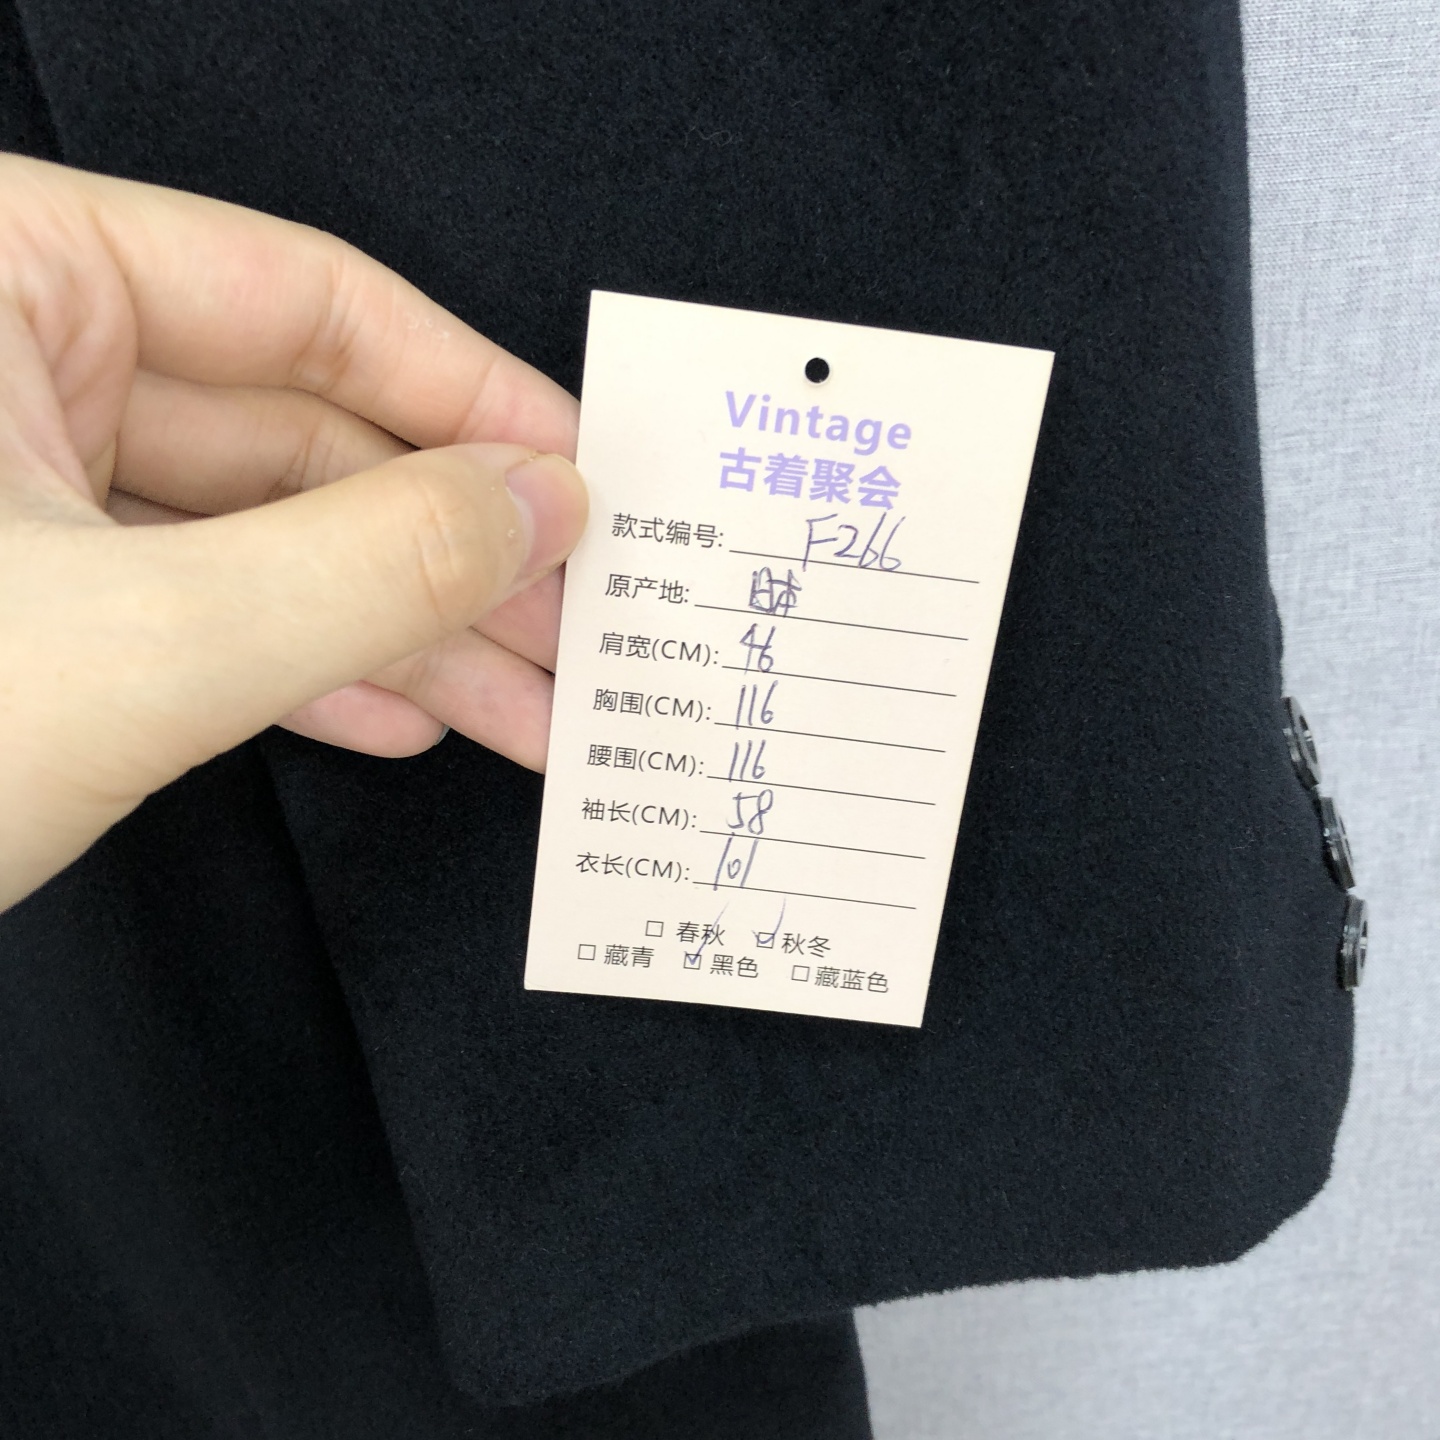 Vintage
古着聚会
款式编号: F266
原产地: 日本
肩宽(CM): 46
胸围(CM): 116
腰围(CM): 116
袖长(CM): 58
衣长(CM): 101
□ 春秋 ☑ 秋冬
□ 藏青 ☑ 黑色 □ 藏蓝色